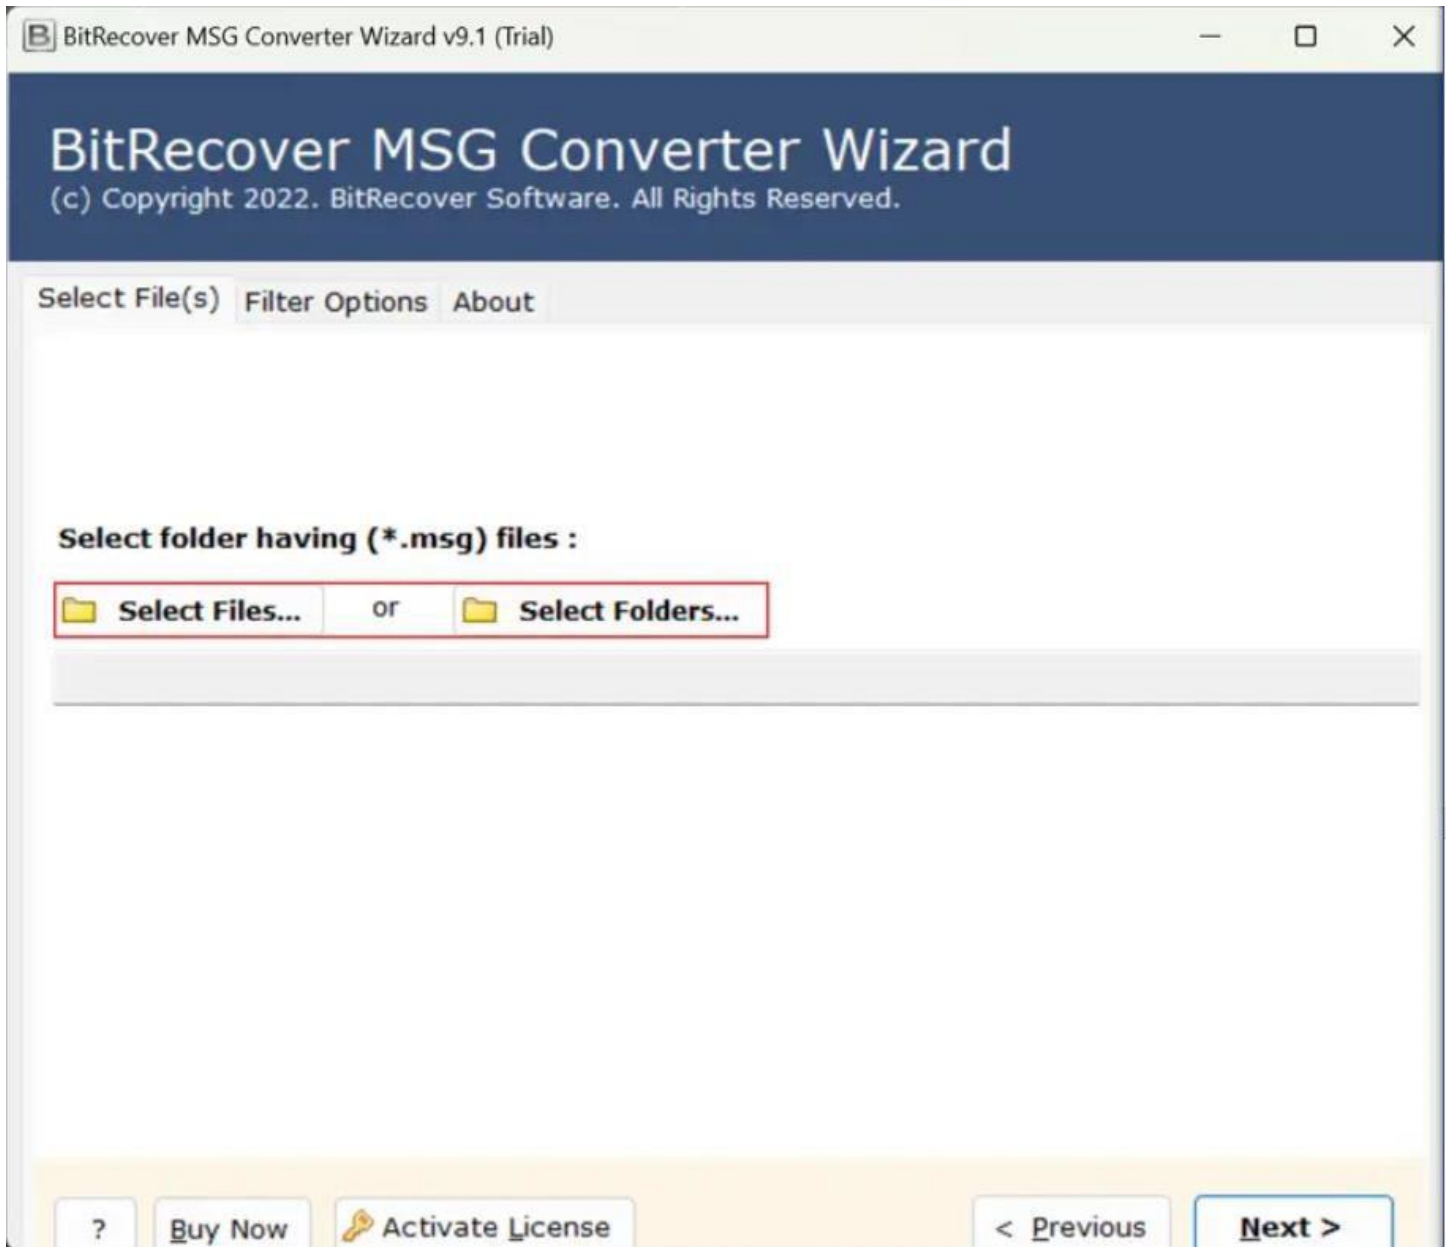 B BitRecover MSG Converter Wizard v9.1 (Trial)
BitRecover MSG Converter Wizard
(c) Copyright 2022. BitRecover Software. All Rights Reserved.
Select File(s) Filter Options About
Select folder having (*.msg) files :
Select Files... or Select Folders...
? Buy Now Activate License < Previous Next >